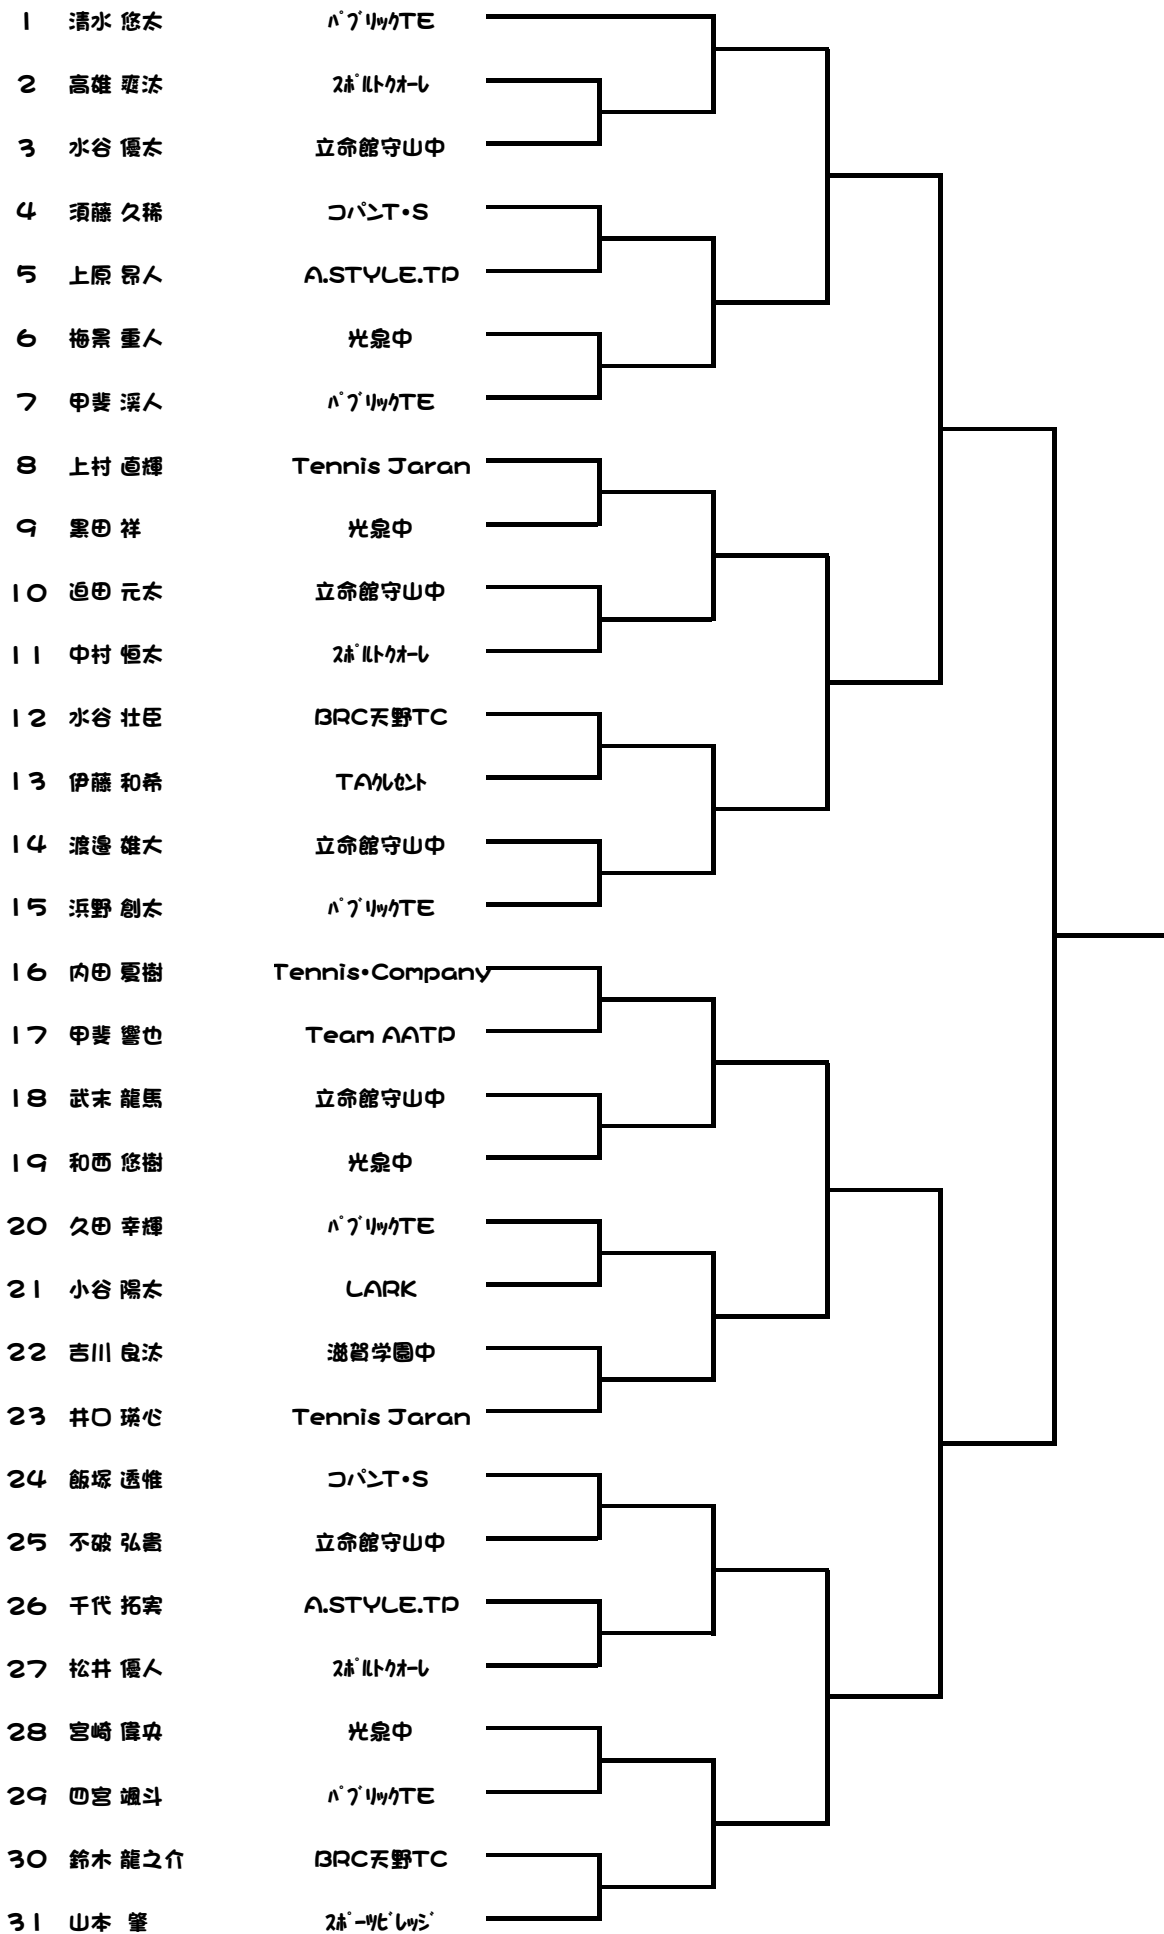 1 清水 悠太 ﾊﾟﾌﾞﾘｯｸTE
2 高雄 爽汰 ｽﾎﾟﾙﾄｸｵｰﾚ
3 水谷 優太 立命館守山中
4 須藤 久稀 コパンT・S
5 上原 昂人 A.STYLE.TP
6 梅景 重人 光泉中
7 甲斐 渓人 ﾊﾟﾌﾞﾘｯｸTE
8 上村 直輝 Tennis Jaran
9 黒田 祥 光泉中
10 迫田 元太 立命館守山中
11 中村 恒太 ｽﾎﾟﾙﾄｸｵｰﾚ
12 水谷 壮臣 BRC天野TC
13 伊藤 和希 TAｸﾚｾﾝﾄ
14 渡邉 雄大 立命館守山中
15 浜野 創太 ﾊﾟﾌﾞﾘｯｸTE
16 内田 夏樹 Tennis・Company
17 甲斐 響也 Team AATP
18 武末 龍馬 立命館守山中
19 和西 悠樹 光泉中
20 久田 幸輝 ﾊﾟﾌﾞﾘｯｸTE
21 小谷 陽太 LARK
22 吉川 良汰 滋賀学園中
23 井口 瑛心 Tennis Jaran
24 飯塚 透惟 コパンT・S
25 不破 弘貴 立命館守山中
26 千代 拓実 A.STYLE.TP
27 松井 優人 ｽﾎﾟﾙﾄｸｵｰﾚ
28 宮崎 偉央 光泉中
29 四宮 颯斗 ﾊﾟﾌﾞﾘｯｸTE
30 鈴木 龍之介 BRC天野TC
31 山本 肇 ｽﾎﾟｰﾂﾋﾞﾚｯｼﾞ